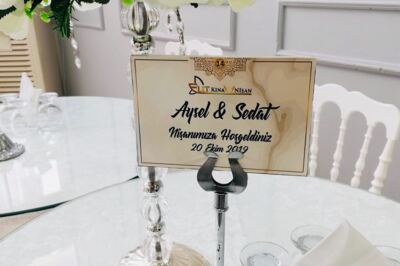 14
ELİT KINA NİŞAN
Aysel & Sedat
Nişanımıza Hoşgeldiniz
20 Ekim 2019